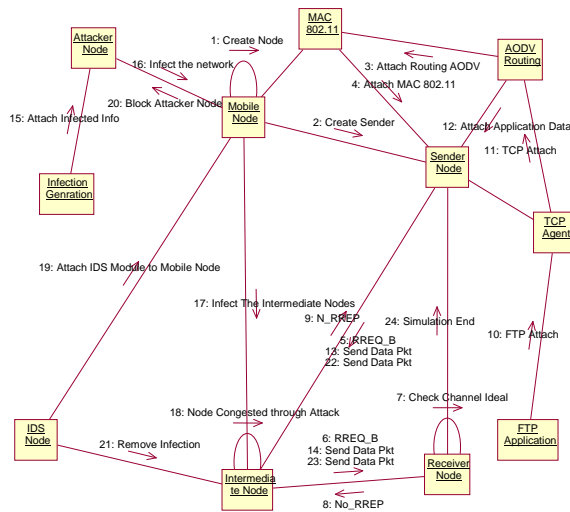 MAC
802.11
1: Create Node
Attacker
Node
16: Infect the network
3: Attach Routing AODV
AODV
Routing
4: Attach MAC 802.11
20: Block Attacker Node
Mobile
Node
15: Attach Infected Info
2: Create Sender
12: Attach Application Data
11: TCP Attach
Sender
Node
Infection
Genration
TCP
Agent
19: Attach IDS Module to Mobile Node
17: Infect The Intermediate Nodes
9: N_RREP
24: Simulation End
10: FTP Attach
5: RREQ_B
13: Send Data Pkt
22: Send Data Pkt
7: Check Channel Ideal
18: Node Congested through Attack
IDS
Node
21: Remove Infection
6: RREQ_B
14: Send Data Pkt
23: Send Data Pkt
FTP
Application
Intermedia
te Node
Receiver
Node
8: No_RREP